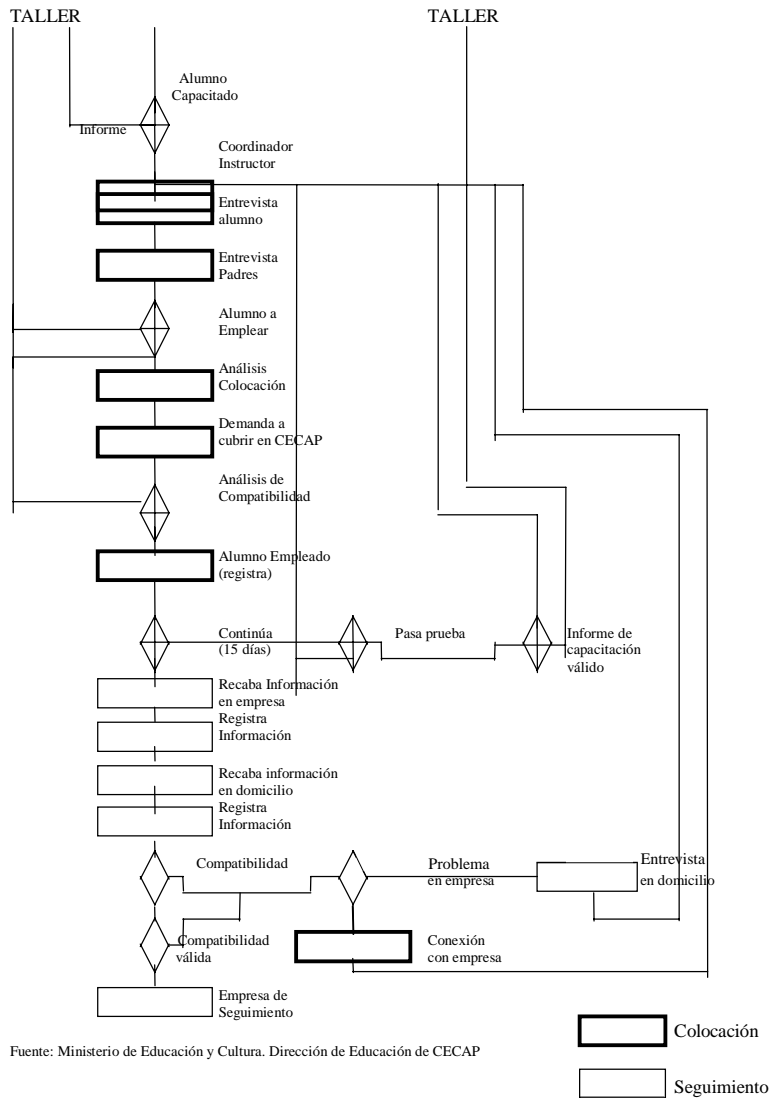 TALLER
TALLER
Alumno
Capacitado
Informe
Coordinador
Instructor
Entrevista
alumno
Entrevista
Padres
Alumno a
Emplear
Análisis
Colocación
Demanda a
cubrir en CECAP
Análisis de
Compatibilidad
Alumno Empleado
(registra)
Continúa
(15 días)
Pasa prueba
Informe de
capacitación
válido
Recaba Información
en empresa
Registra
Información
Recaba información
en domicilio
Registra
Información
Compatibilidad
Problema
en empresa
Entrevista
en domicilio
Compatibilidad
válida
Conexión
con empresa
Empresa de
Seguimiento
Colocación
Fuente: Ministerio de Educación y Cultura. Dirección de Educación de CECAP
Seguimiento